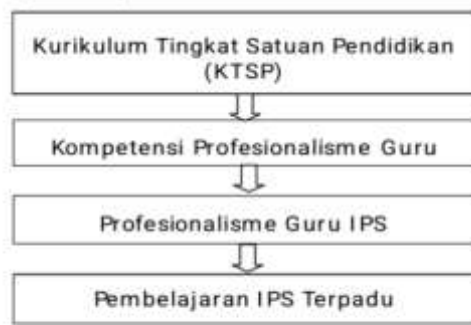 Kurikulum Tingkat Satuan Pendidikan
(KTSP)
Kompetensi Profesionalisme Guru
Profesionalisme Guru IPS
Pembelajaran IPS Terpadu